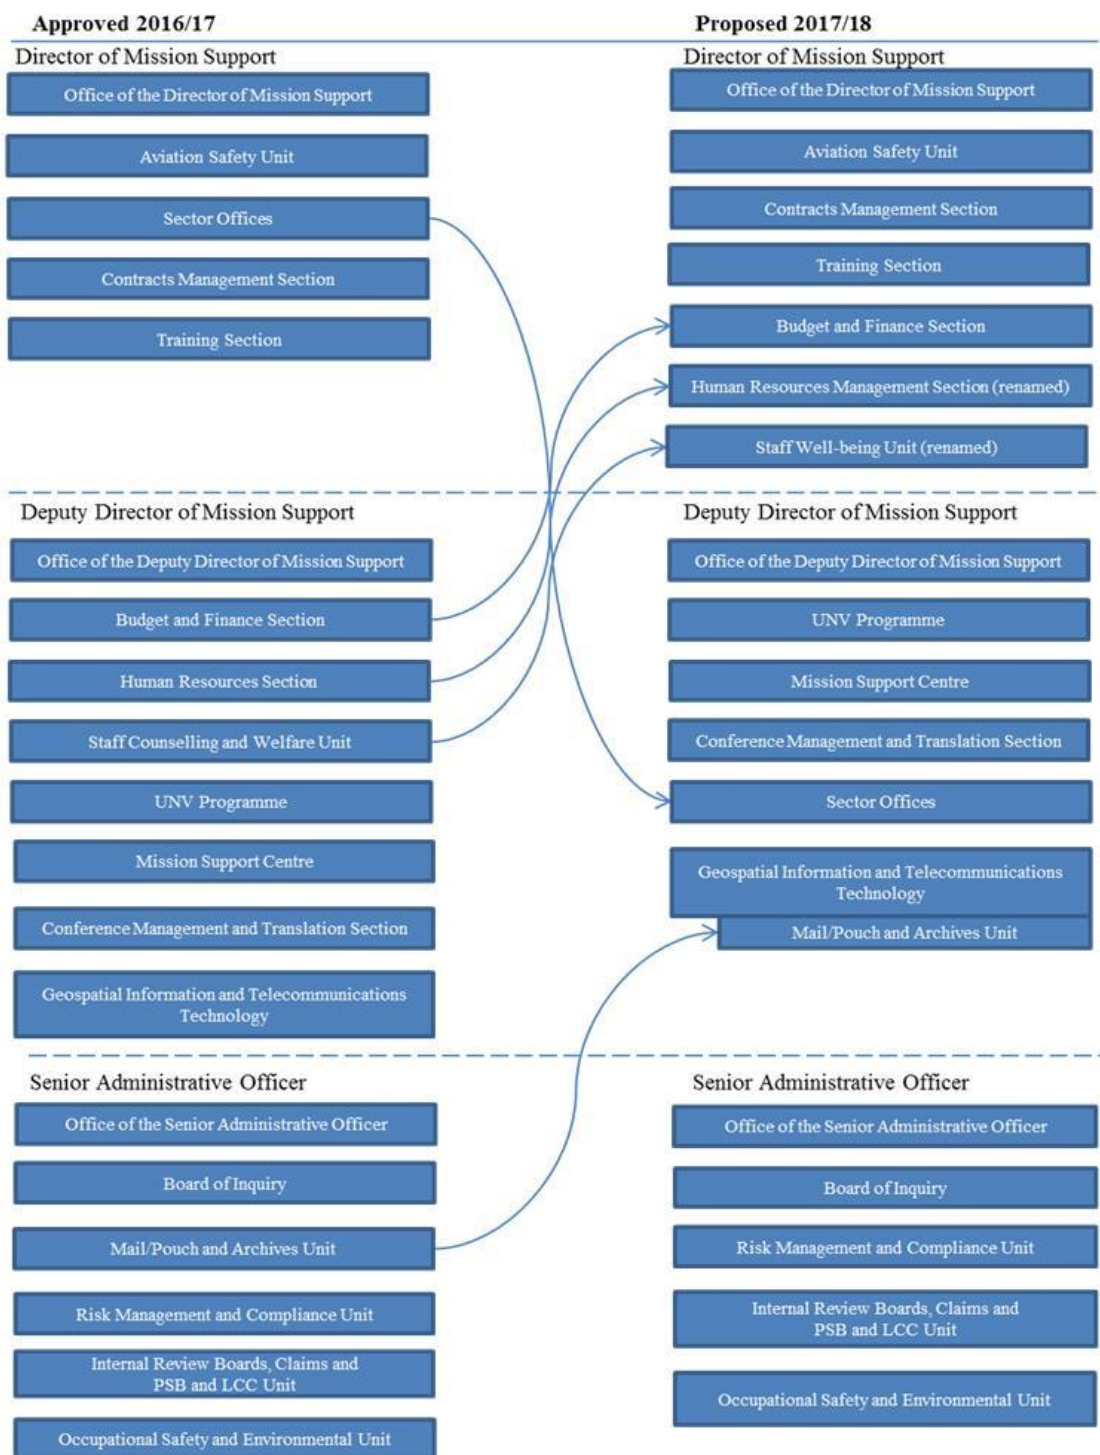 Approved 2016/17
Proposed 2017/18
Director of Mission Support
Office of the Director of Mission Support
Aviation Safety Unit
Sector Offices
Contracts Management Section
Training Section
Director of Mission Support
Office of the Director of Mission Support
Aviation Safety Unit
Contracts Management Section
Training Section
Budget and Finance Section
Human Resources Management Section (renamed)
Staff Well-being Unit (renamed)
Deputy Director of Mission Support
Office of the Deputy Director of Mission Support
Budget and Finance Section
Human Resources Section
Staff Counselling and Welfare Unit
UNV Programme
Mission Support Centre
Conference Management and Translation Section
Geospatial Information and Telecommunications
Technology
Deputy Director of Mission Support
Office of the Deputy Director of Mission Support
UNV Programme
Mission Support Centre
Conference Management and Translation Section
Sector Offices
Geospatial Information and Telecommunications
Technology
Mail/Pouch and Archives Unit
Senior Administrative Officer
Office of the Senior Administrative Officer
Board of Inquiry
Mail/Pouch and Archives Unit
Risk Management and Compliance Unit
Internal Review Boards, Claims and
PSB and LCC Unit
Occupational Safety and Environmental Unit
Senior Administrative Officer
Office of the Senior Administrative Officer
Board of Inquiry
Risk Management and Compliance Unit
Internal Review Boards, Claims and
PSB and LCC Unit
Occupational Safety and Environmental Unit